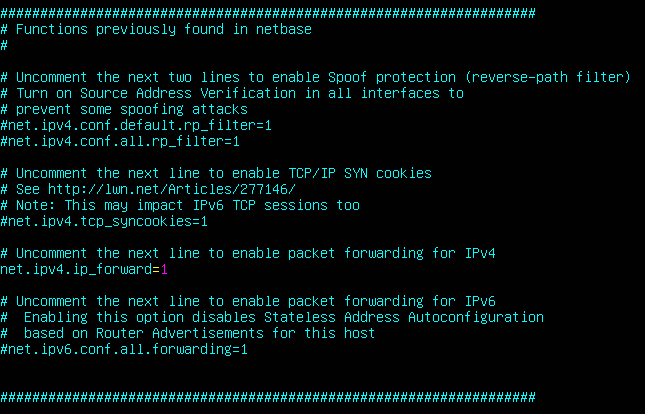 ###################################################################
# Functions previously found in netbase
#
# Uncomment the next two lines to enable Spoof protection (reverse-path filter)
# Turn on Source Address Verification in all interfaces to
# prevent some spoofing attacks
#net.ipv4.conf.default.rp_filter=1
#net.ipv4.conf.all.rp_filter=1
# Uncomment the next line to enable TCP/IP SYN cookies
# See http://lwn.net/Articles/277146/
# Note: This may impact IPv6 TCP sessions too
#net.ipv4.tcp_syncookies=1
# Uncomment the next line to enable packet forwarding for IPv4
net.ipv4.ip_forward=1
# Uncomment the next line to enable packet forwarding for IPv6
#  Enabling this option disables Stateless Address Autoconfiguration
#  based on Router Advertisements for this host
#net.ipv6.conf.all.forwarding=1
###################################################################